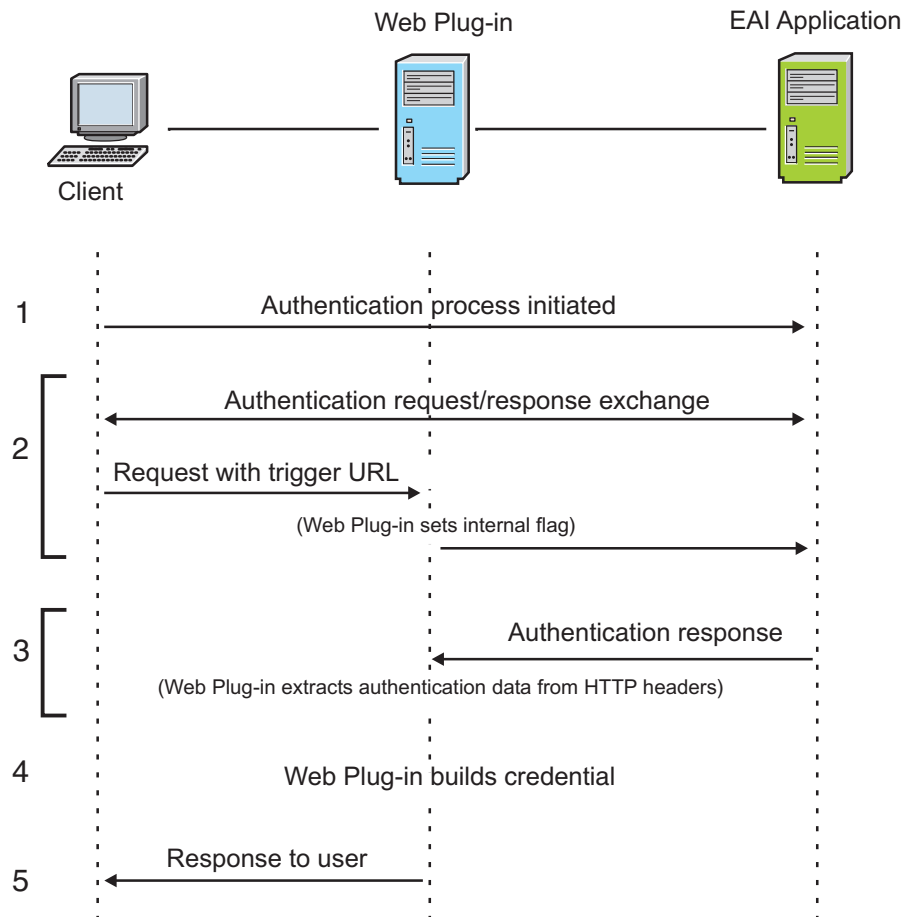 Web Plug-in
EAI Application
Client
1
Authentication process initiated
2
Authentication request/response exchange
Request with trigger URL
(Web Plug-in sets internal flag)
3
Authentication response
(Web Plug-in extracts authentication data from HTTP headers)
4
Web Plug-in builds credential
5
Response to user